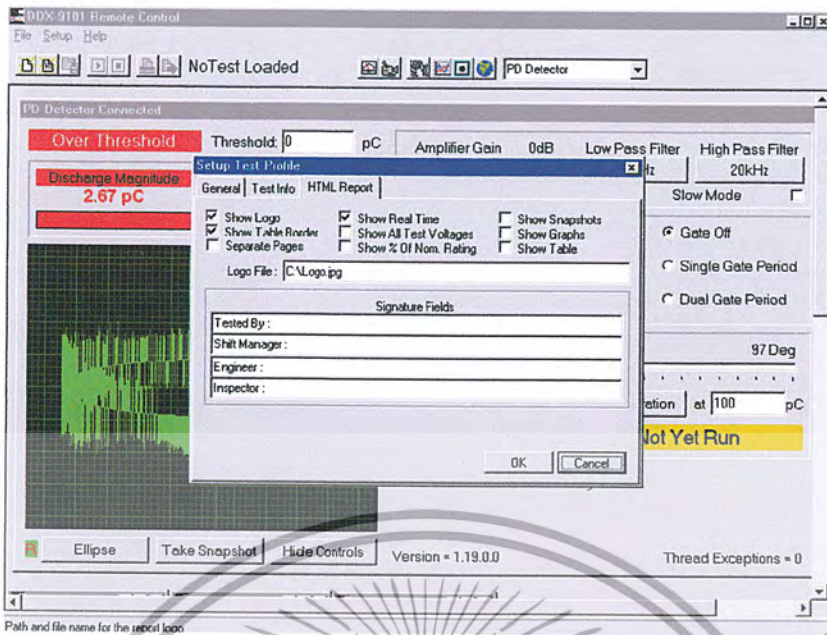 DDX-9101 Remote Control
File Setup Help
NoTest Loaded
PD Detector
PD Detector Connected
Over Threshold
Threshold: 0 pC
Amplifier Gain 0dB
Low Pass Filter
High Pass Filter
Hz
20kHz
Discharge Magnitude
2.67 pC
Slow Mode
Setup Test Profile
General
Test Info
HTML Report
Show Logo
Show Real Time
Show Snapshots
Show Table Border
Show All Test Voltages
Show Graphs
Separate Pages
Show % Of Nom. Rating
Show Table
Logo File : C:\Logo.jpg
Gate Off
Single Gate Period
Dual Gate Period
Signature Fields
Tested By :
Shift Manager :
Engineer :
Inspector :
97 Deg
ration at 100 pC
Not Yet Run
OK
Cancel
R
Ellipse
Take Snapshot
Hide Controls
Version = 1.19.0.0
Thread Exceptions = 0
Path and file name for the report logo